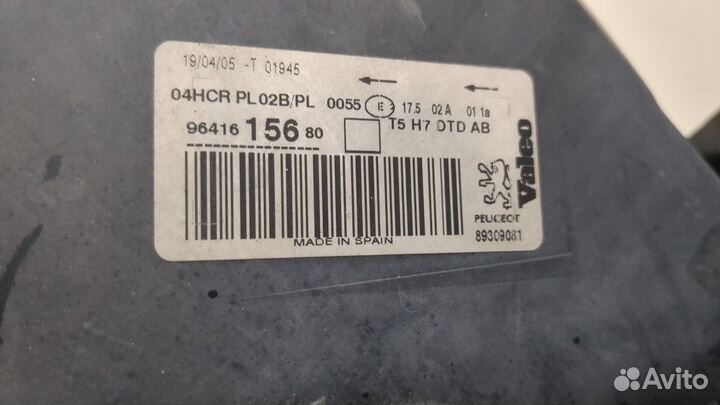 19/04/05 -T 01945
04HCR PL02B/PL 0055 E 17.5 02A 01 1a
96416 156 80 T5 H7 DTD AB
Valeo
PEUGEOT
MADE IN SPAIN 89309081
Avito